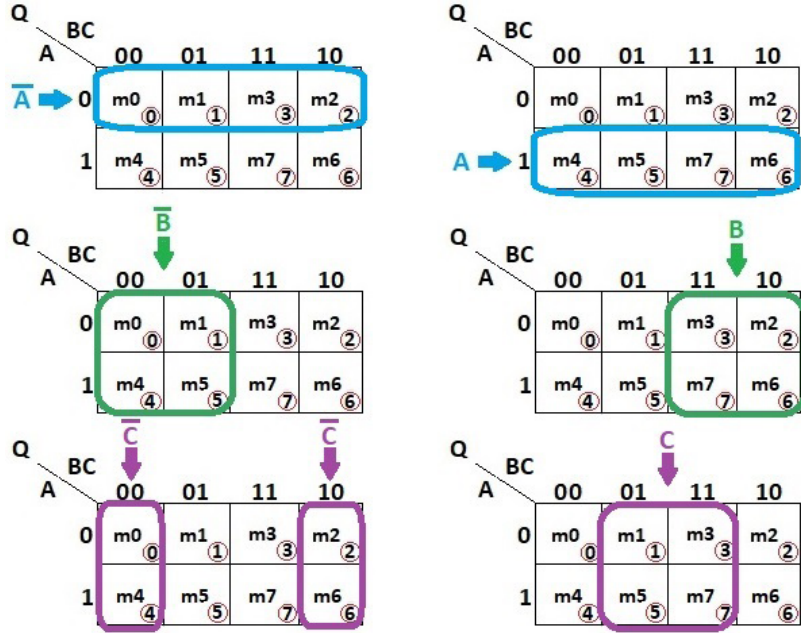 Q BC
A 00 01 11 10
A 0 m0 0 m1 1 m3 3 m2 2
1 m4 4 m5 5 m7 7 m6 6
Q BC
A 00 01 11 10
0 m0 0 m1 1 m3 3 m2 2
A 1 m4 4 m5 5 m7 7 m6 6
B
Q BC
A 00 01 11 10
0 m0 0 m1 1 m3 3 m2 2
1 m4 4 m5 5 m7 7 m6 6
B
Q BC
A 00 01 11 10
0 m0 0 m1 1 m3 3 m2 2
1 m4 4 m5 5 m7 7 m6 6
C C
Q BC
A 00 01 11 10
0 m0 0 m1 1 m3 3 m2 2
1 m4 4 m5 5 m7 7 m6 6
C
Q BC
A 00 01 11 10
0 m0 0 m1 1 m3 3 m2 2
1 m4 4 m5 5 m7 7 m6 6